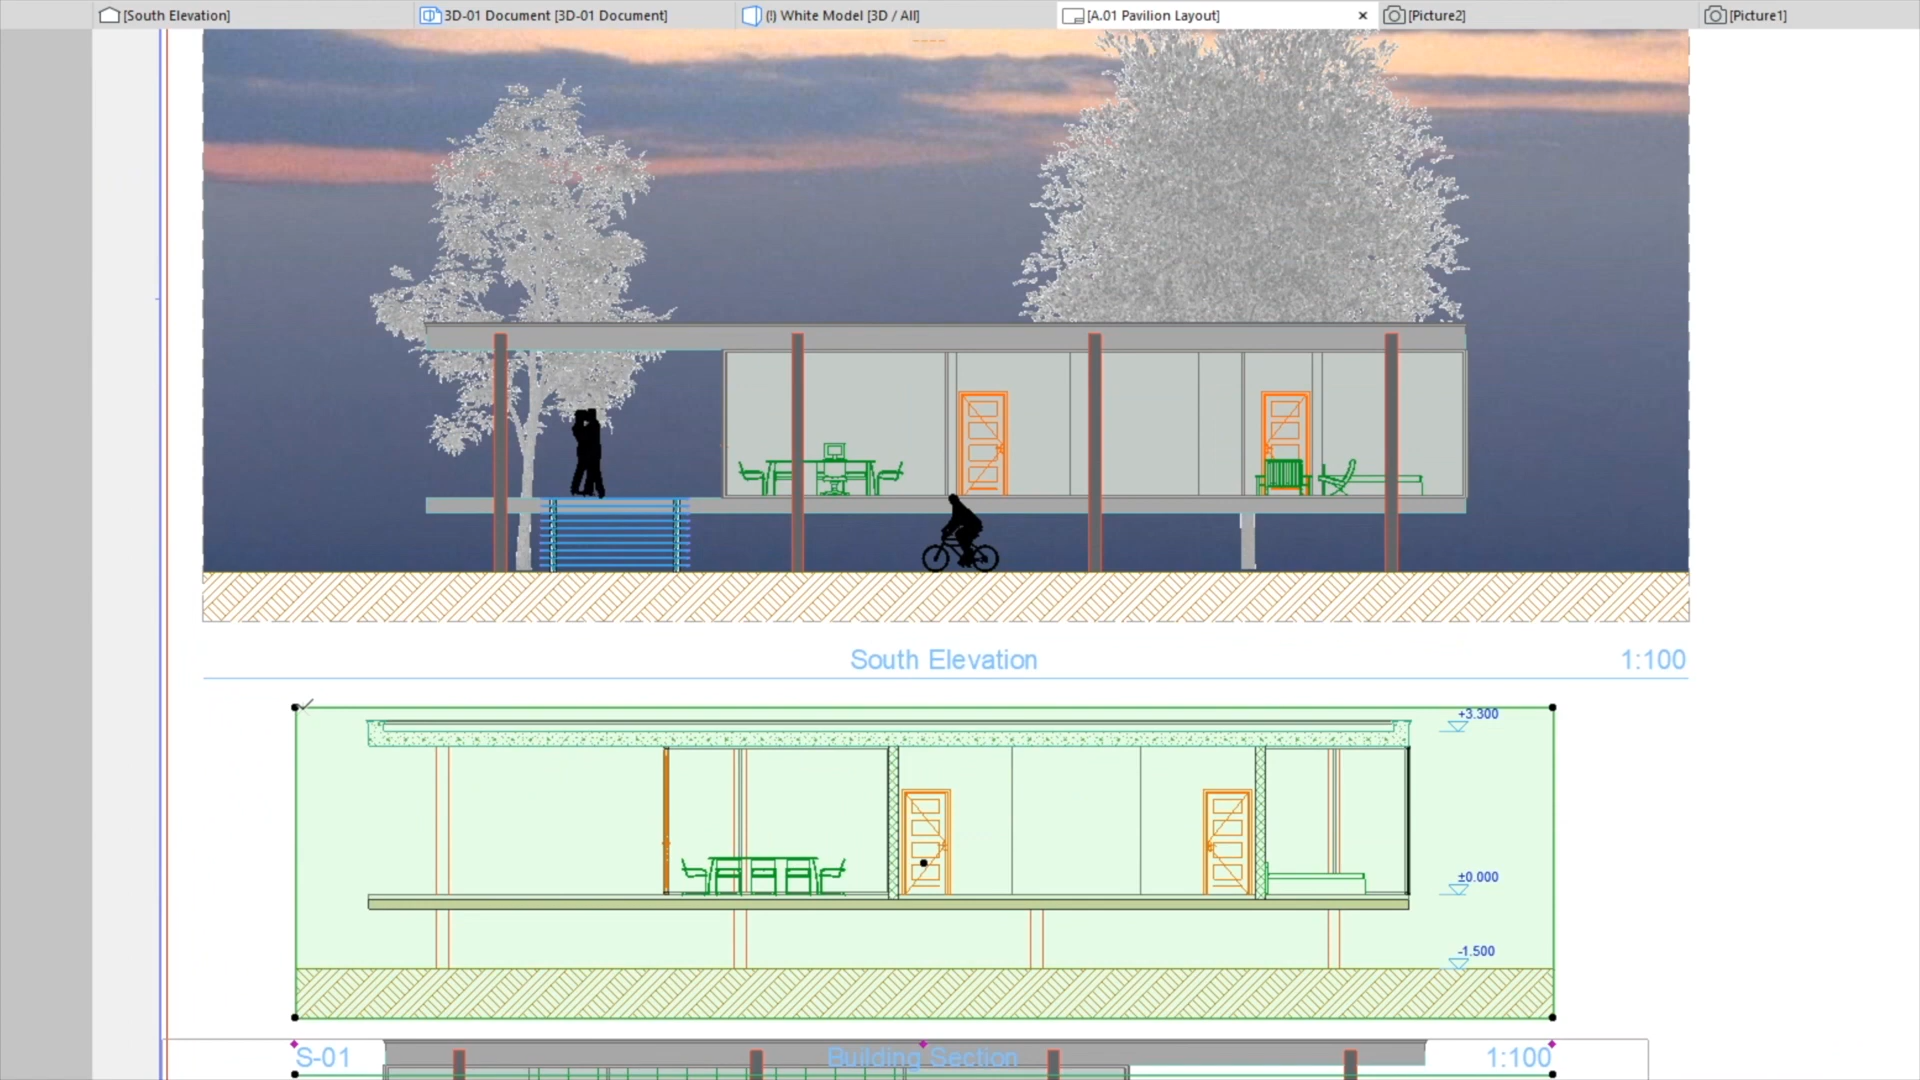 [South Elevation]
3D-01 Document [3D-01 Document]
(!) White Model [3D / All]
[A.01 Pavilion Layout]
[Picture2]
[Picture1]
South Elevation
1:100
+3.300
±0.000
-1.500
S-01
Building Section
1:100